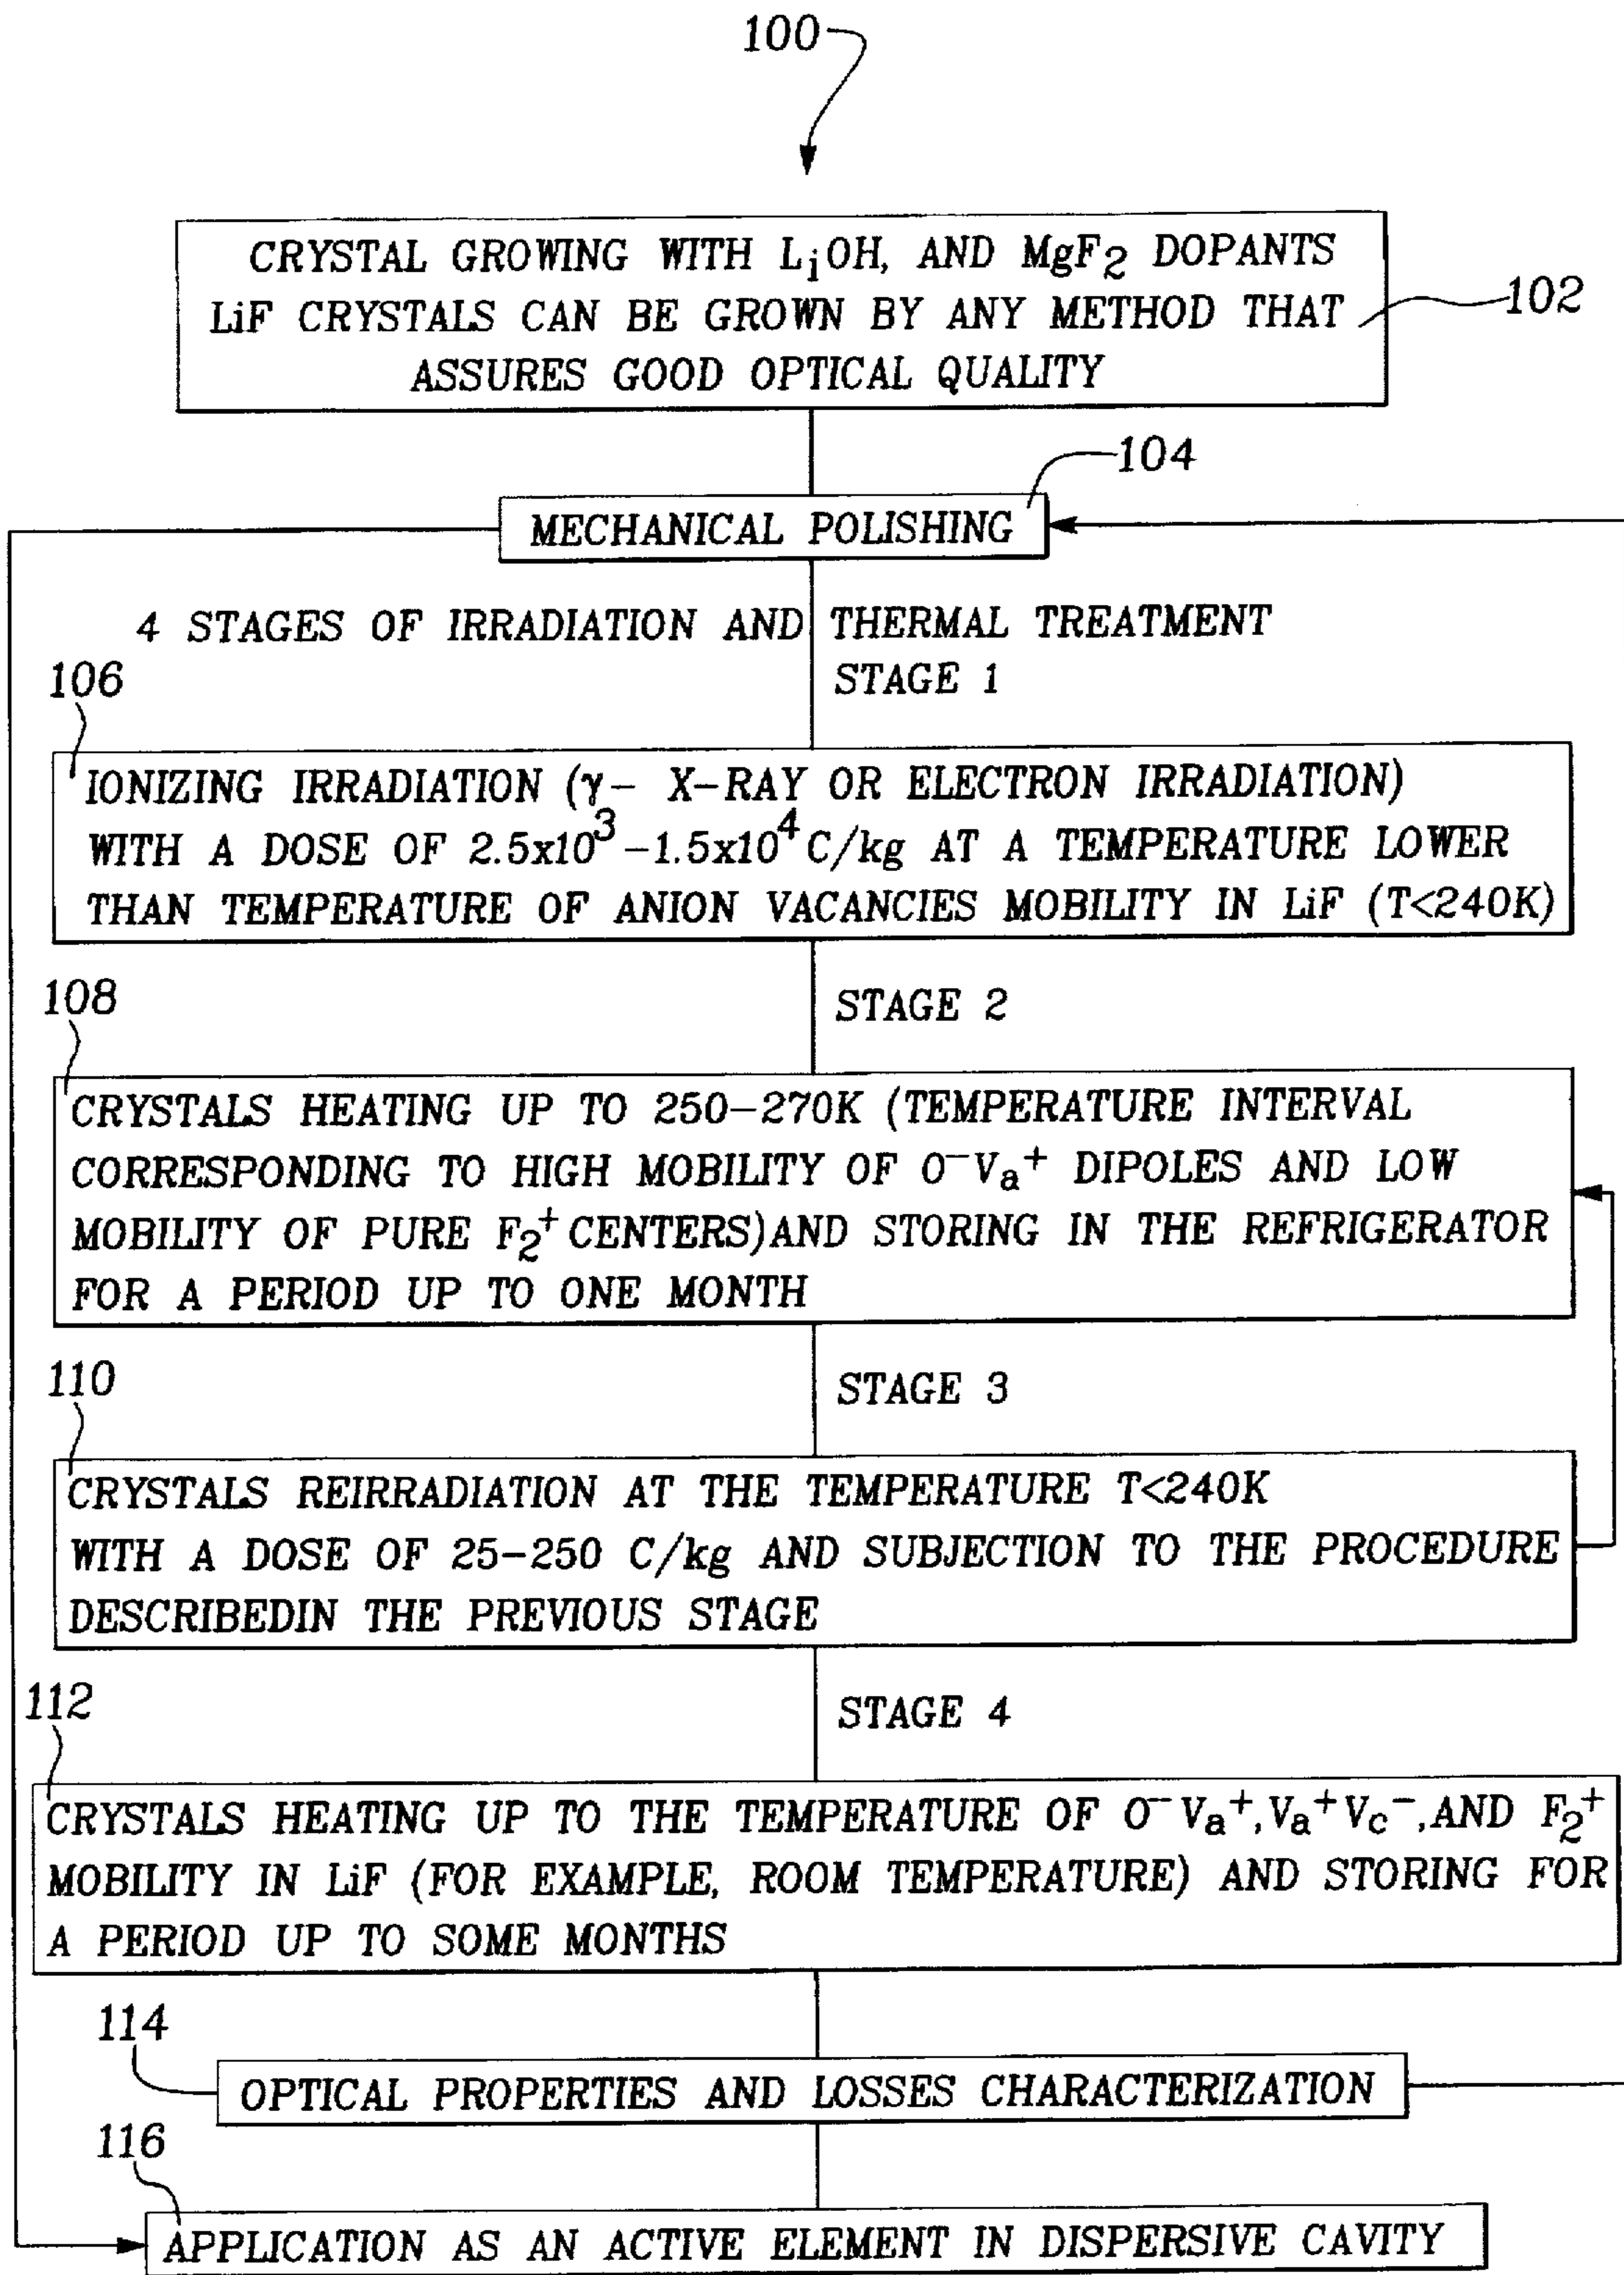 100
CRYSTAL GROWING WITH LiOH, AND MgF2 DOPANTS
LiF CRYSTALS CAN BE GROWN BY ANY METHOD THAT
ASSURES GOOD OPTICAL QUALITY
102
104
MECHANICAL POLISHING
4 STAGES OF IRRADIATION AND THERMAL TREATMENT
STAGE 1
106
IONIZING IRRADIATION (γ- X-RAY OR ELECTRON IRRADIATION)
WITH A DOSE OF 2.5x10³-1.5x10⁴ C/kg AT A TEMPERATURE LOWER
THAN TEMPERATURE OF ANION VACANCIES MOBILITY IN LiF (T<240K)
108
STAGE 2
CRYSTALS HEATING UP TO 250-270K (TEMPERATURE INTERVAL
CORRESPONDING TO HIGH MOBILITY OF O⁻Va⁺ DIPOLES AND LOW
MOBILITY OF PURE F₂⁺ CENTERS)AND STORING IN THE REFRIGERATOR
FOR A PERIOD UP TO ONE MONTH
110
STAGE 3
CRYSTALS REIRRADIATION AT THE TEMPERATURE T<240K
WITH A DOSE OF 25-250 C/kg AND SUBJECTION TO THE PROCEDURE
DESCRIBEDIN THE PREVIOUS STAGE
112
STAGE 4
CRYSTALS HEATING UP TO THE TEMPERATURE OF O⁻Va⁺,Va⁺Vc⁻,AND F₂⁺
MOBILITY IN LiF (FOR EXAMPLE, ROOM TEMPERATURE) AND STORING FOR
A PERIOD UP TO SOME MONTHS
114
OPTICAL PROPERTIES AND LOSSES CHARACTERIZATION
116
APPLICATION AS AN ACTIVE ELEMENT IN DISPERSIVE CAVITY